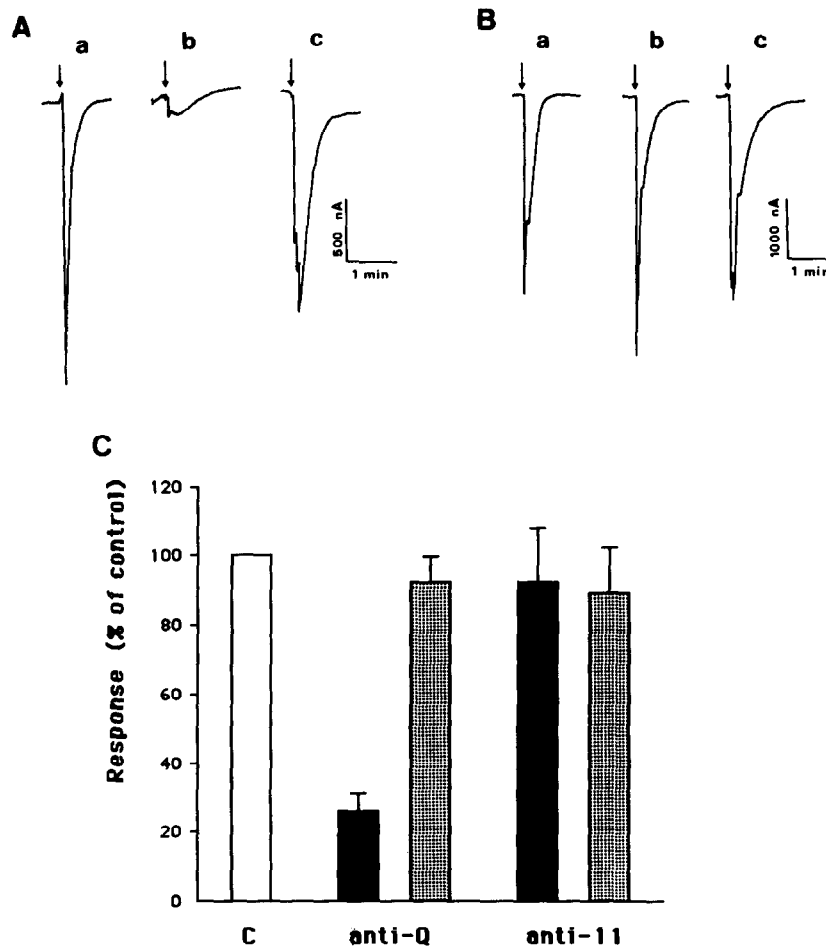 A
a b c
500 nA
1 min
B
a b c
1000 nA
1 min
C
Response (% of control)
120
100
80
60
40
20
0
C anti-Q anti-11